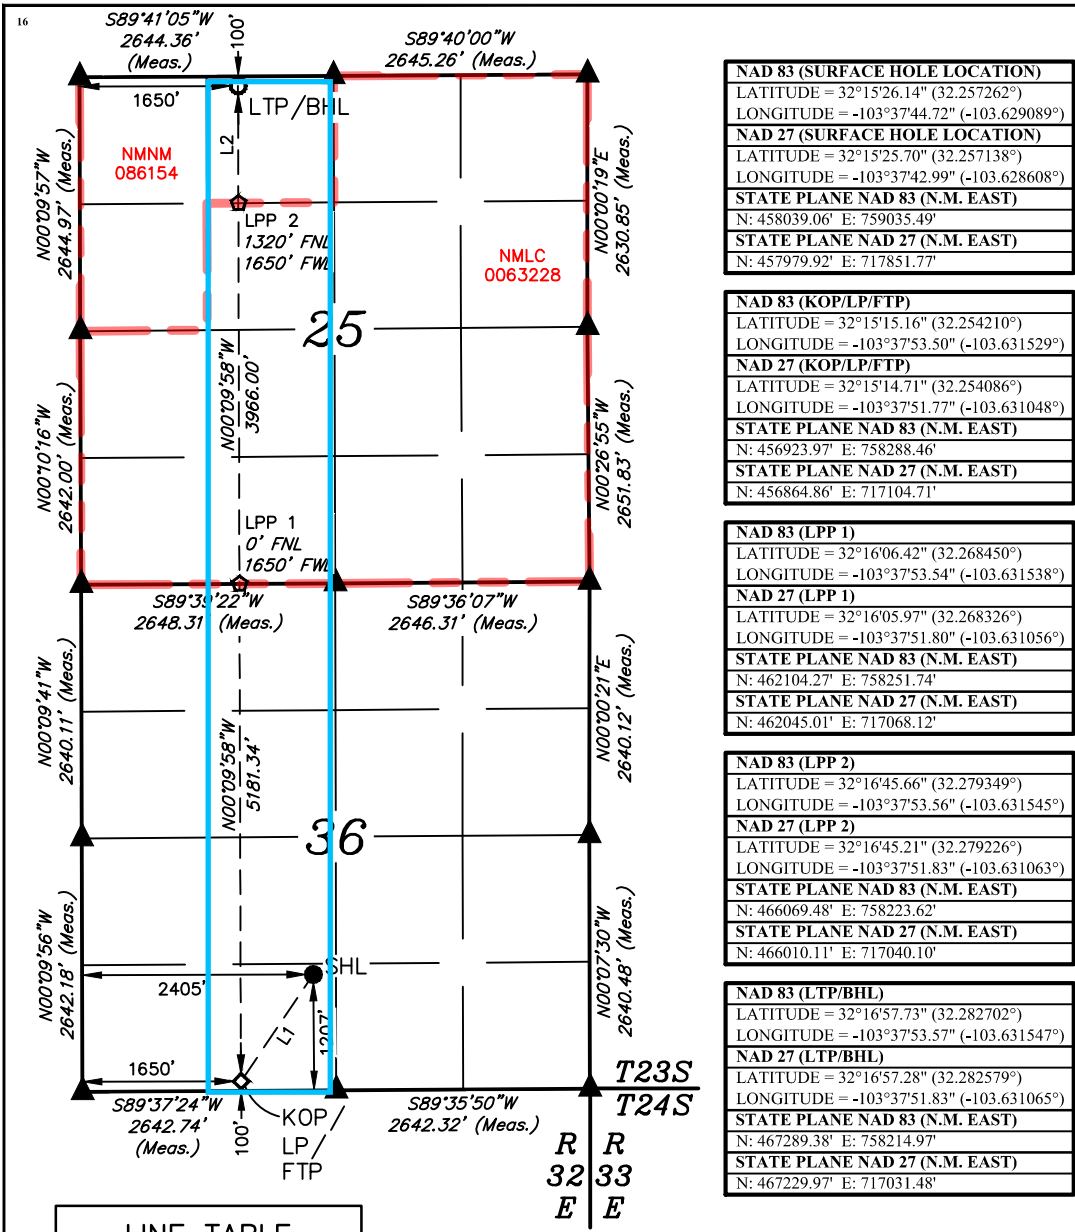 16
S89°41'05"W
2644.36'
(Meas.)
100'
S89°40'00"W
2645.26' (Meas.)
1650'
LTP/BHL
L2
NMNM
086154
N00°09'57"W
2644.97' (Meas.)
N00°00'19"E
2630.85' (Meas.)
LPP 2
1320' FNL
1650' FWL
NMLC
0063228
25
N00°09'58"W
3966.00'
N00°10'16"W
2642.00' (Meas.)
N00°26'55"W
2651.83' (Meas.)
LPP 1
0' FNL
1650' FWL
S89°39'22"W
2648.31' (Meas.)
S89°36'07"W
2646.31' (Meas.)
N00°09'41"W
2640.11' (Meas.)
N00°00'21"E
2640.12' (Meas.)
N00°09'58"W
5181.34'
36
N00°09'56"W
2642.18' (Meas.)
N00°07'30"W
2640.48' (Meas.)
SHL
2405'
L1
1207'
1650'
T23S
T24S
S89°37'24"W
2642.74'
(Meas.)
100'
KOP
LP
FTP
S89°35'50"W
2642.32' (Meas.)
R R
32 33
E E
LINE TABLE
NAD 83 (SURFACE HOLE LOCATION)
LATITUDE = 32°15'26.14" (32.257262°)
LONGITUDE = -103°37'44.72" (-103.629089°)
NAD 27 (SURFACE HOLE LOCATION)
LATITUDE = 32°15'25.70" (32.257138°)
LONGITUDE = -103°37'42.99" (-103.628608°)
STATE PLANE NAD 83 (N.M. EAST)
N: 458039.06' E: 759035.49'
STATE PLANE NAD 27 (N.M. EAST)
N: 457979.92' E: 717851.77'
NAD 83 (KOP/LP/FTP)
LATITUDE = 32°15'15.16" (32.254210°)
LONGITUDE = -103°37'53.50" (-103.631529°)
NAD 27 (KOP/LP/FTP)
LATITUDE = 32°15'14.71" (32.254086°)
LONGITUDE = -103°37'51.77" (-103.631048°)
STATE PLANE NAD 83 (N.M. EAST)
N: 456923.97' E: 758288.46'
STATE PLANE NAD 27 (N.M. EAST)
N: 456864.86' E: 717104.71'
NAD 83 (LPP 1)
LATITUDE = 32°16'06.42" (32.268450°)
LONGITUDE = -103°37'53.54" (-103.631538°)
NAD 27 (LPP 1)
LATITUDE = 32°16'05.97" (32.268326°)
LONGITUDE = -103°37'51.80" (-103.631056°)
STATE PLANE NAD 83 (N.M. EAST)
N: 462104.27' E: 758251.74'
STATE PLANE NAD 27 (N.M. EAST)
N: 462045.01' E: 717068.12'
NAD 83 (LPP 2)
LATITUDE = 32°16'45.66" (32.279349°)
LONGITUDE = -103°37'53.56" (-103.631545°)
NAD 27 (LPP 2)
LATITUDE = 32°16'45.21" (32.279226°)
LONGITUDE = -103°37'51.83" (-103.631063°)
STATE PLANE NAD 83 (N.M. EAST)
N: 466069.48' E: 758223.62'
STATE PLANE NAD 27 (N.M. EAST)
N: 466010.11' E: 717040.10'
NAD 83 (LTP/BHL)
LATITUDE = 32°16'57.73" (32.282702°)
LONGITUDE = -103°37'53.57" (-103.631547°)
NAD 27 (LTP/BHL)
LATITUDE = 32°16'57.28" (32.282579°)
LONGITUDE = -103°37'51.83" (-103.631065°)
STATE PLANE NAD 83 (N.M. EAST)
N: 467289.38' E: 758214.97'
STATE PLANE NAD 27 (N.M. EAST)
N: 467229.97' E: 717031.48'